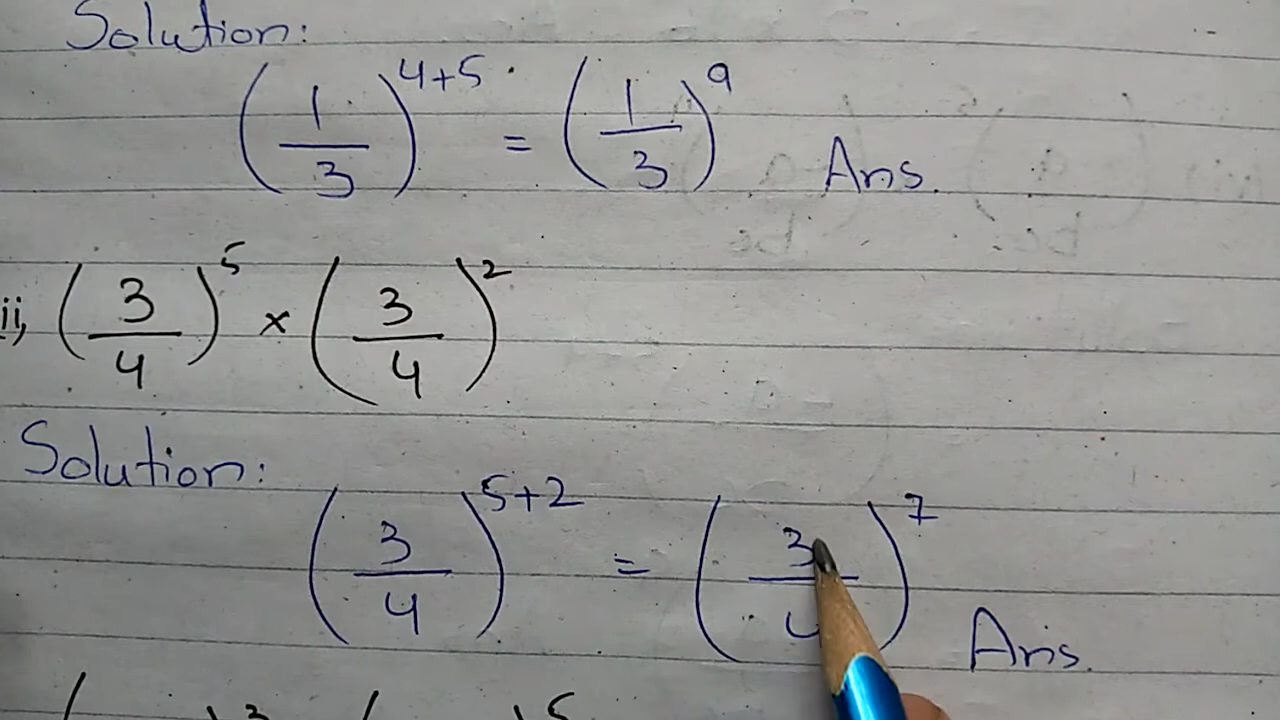 Solution:
(1/3)^4+5 = (1/3)^9 Ans.
ii, (3/4)^5 × (3/4)^2
Solution:
(3/4)^5+2 = (3/4)^7 Ans.